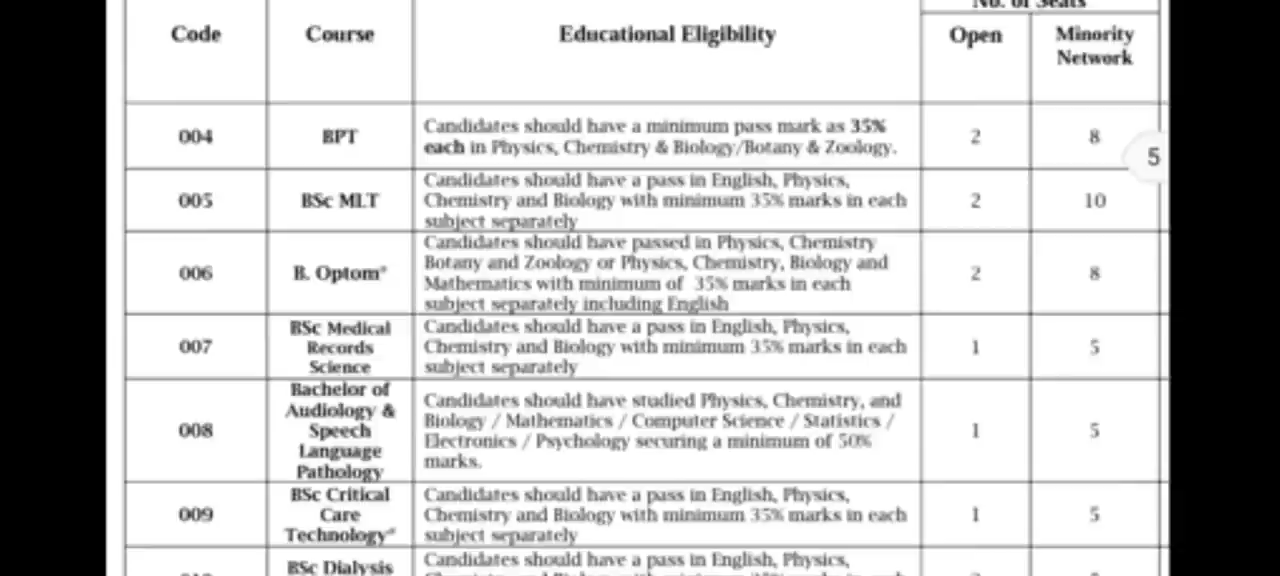 No. of Seats
Code Course Educational Eligibility Open Minority
Network
004 BPT Candidates should have a minimum pass mark as 35%
each in Physics, Chemistry & Biology/Botany & Zoology. 2 8
5
005 BSc MLT Candidates should have a pass in English, Physics,
Chemistry and Biology with minimum 35% marks in each
subject separately 2 10
006 B. Optom* Candidates should have passed in Physics, Chemistry
Botany and Zoology or Physics, Chemistry, Biology and
Mathematics with minimum of 35% marks in each
subject separately including English 2 8
007 BSc Medical
Records
Science
Candidates should have a pass in English, Physics,
Chemistry and Biology with minimum 35% marks in each
subject separately 1 5
008 Bachelor of
Audiology &
Speech
Language
Pathology
Candidates should have studied Physics, Chemistry, and
Biology / Mathematics / Computer Science / Statistics /
Electronics / Psychology securing a minimum of 50%
marks. 1 5
009 BSc Critical
Care
Technology
Candidates should have a pass in English, Physics,
Chemistry and Biology with minimum 35% marks in each
subject separately 1 5
BSc Dialysis
Candidates should have a pass in English, Physics,